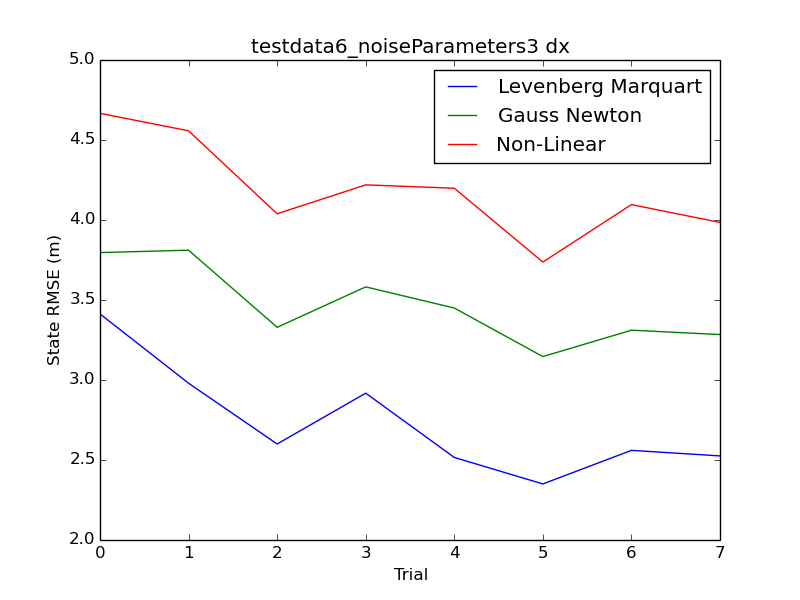 testdata6_noiseParameters3 dx
5.0
4.5
4.0
3.5
3.0
2.5
2.0
State RMSE (m)
Levenberg Marquart
Gauss Newton
Non-Linear
0 1 2 3 4 5 6 7
Trial